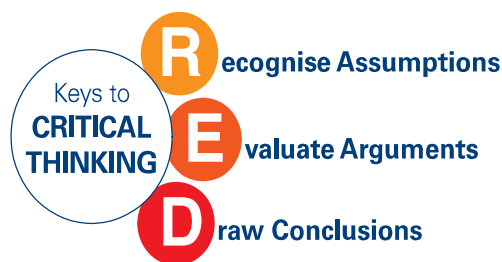 Keys to
CRITICAL
THINKING
Recognise Assumptions
Evaluate Arguments
Draw Conclusions